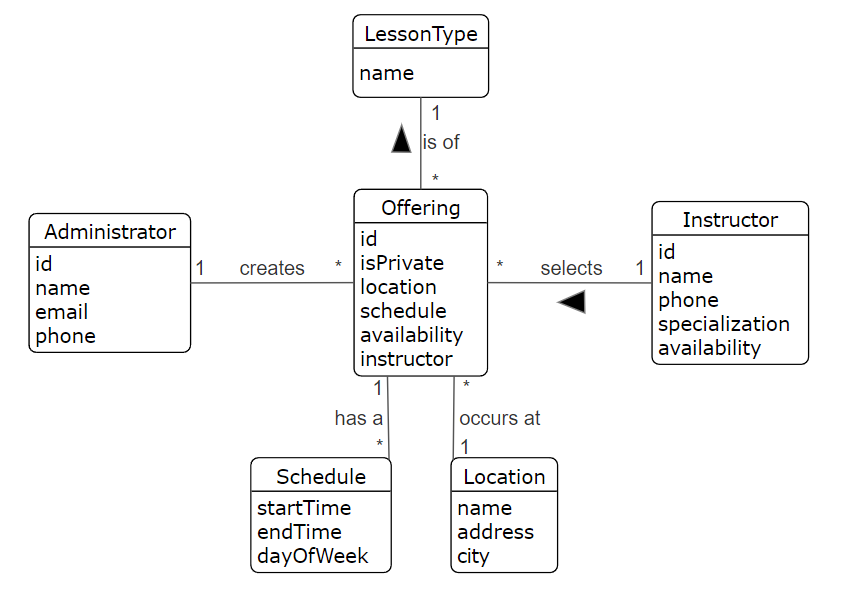 LessonType
name
1
is of
*
Administrator
id
name
email
phone
1 creates *
Offering
id
isPrivate
location
schedule
availability
instructor
* selects 1
Instructor
id
name
phone
specialization
availability
1
has a
*
*
occurs at
1
Schedule
startTime
endTime
dayOfWeek
Location
name
address
city